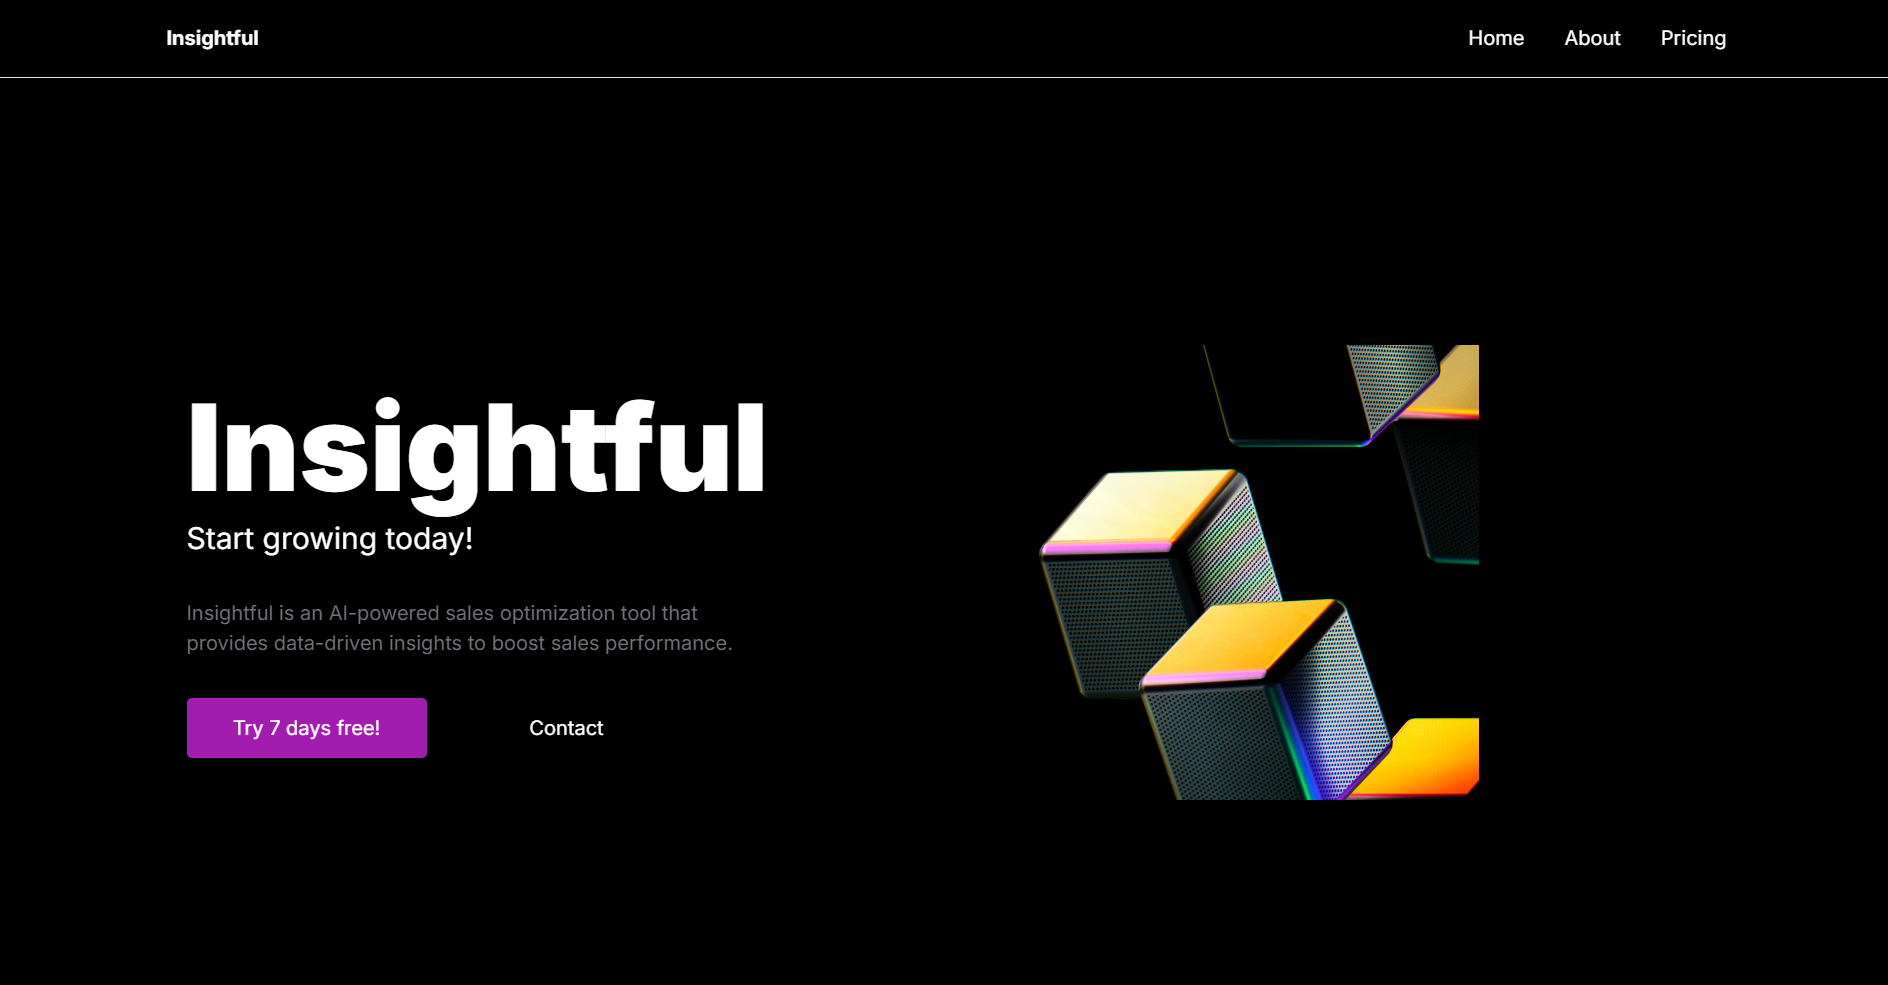 Insightful
Home About Pricing
Insightful
Start growing today!
Insightful is an AI-powered sales optimization tool that
provides data-driven insights to boost sales performance.
Try 7 days free!
Contact